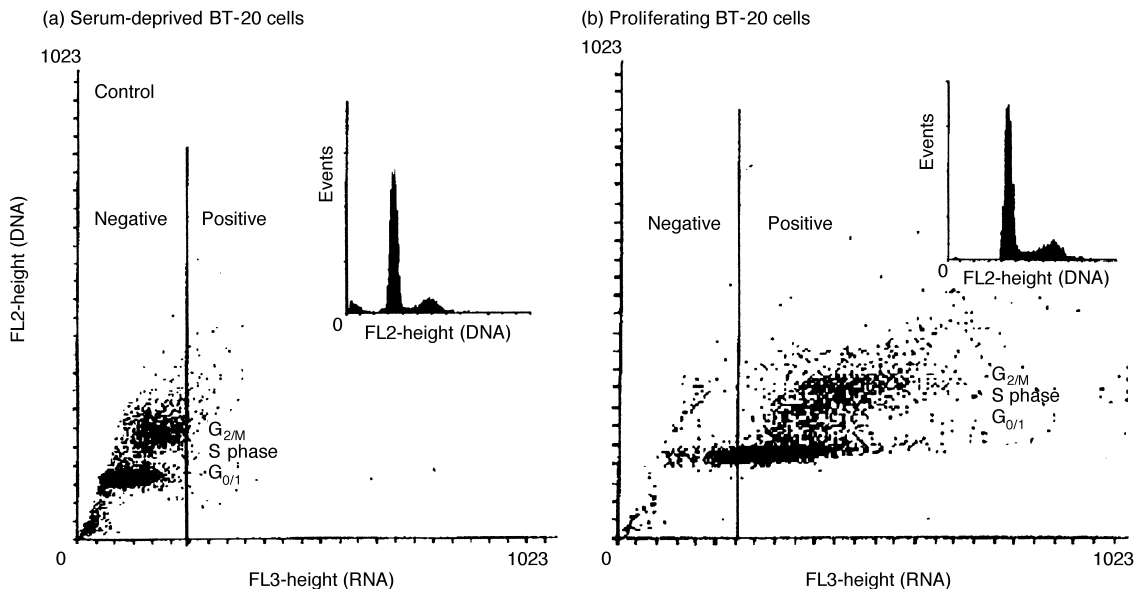 (a) Serum-deprived BT-20 cells
1023
Control
Negative
Positive
FL2-height (DNA)
G2/M
S phase
G0/1
0
1023
FL3-height (RNA)
Events
0
FL2-height (DNA)
(b) Proliferating BT-20 cells
1023
Negative
Positive
G2/M
S phase
G0/1
0
1023
FL3-height (RNA)
Events
0
FL2-height (DNA)